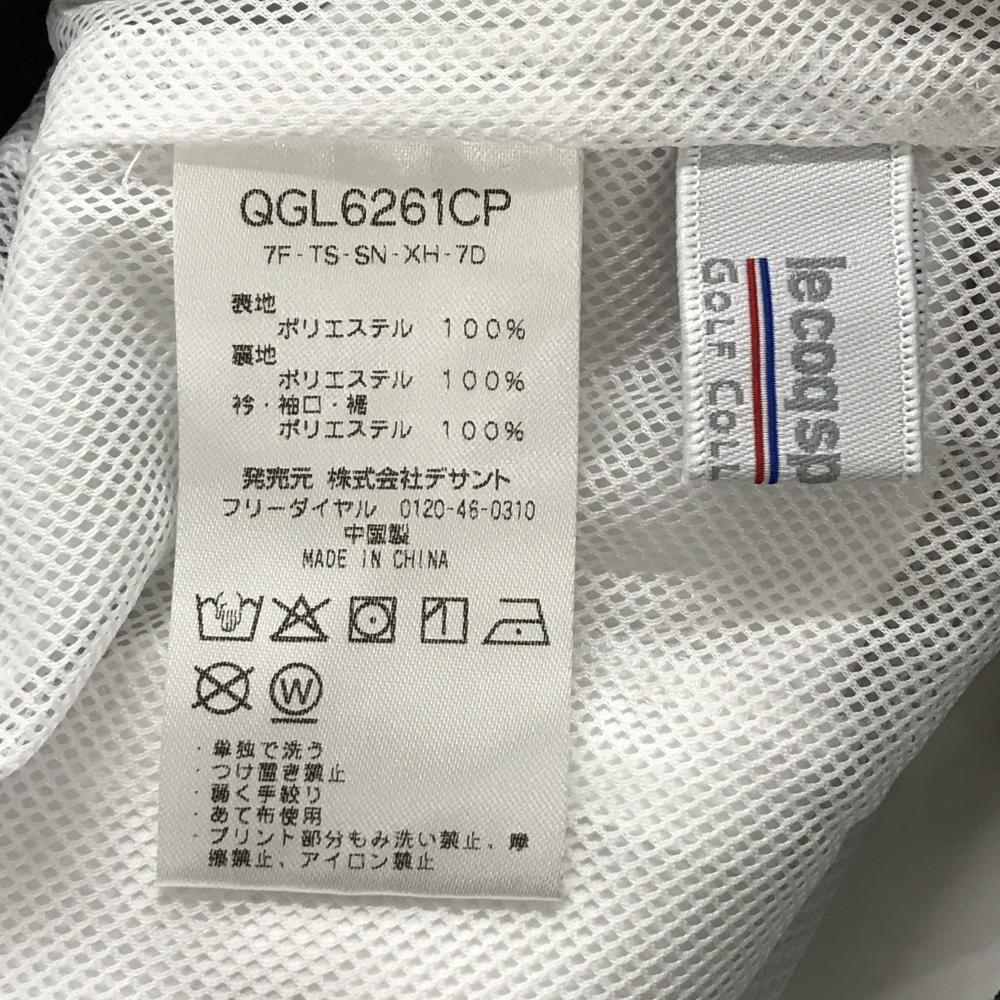 QGL6261CP
7F-TS-SN-XH-7D
表地
ポリエステル 100%
裏地
ポリエステル 100%
衿・袖口・裾
ポリエステル 100%
発売元 株式会社デサント
フリーダイヤル 0120-46-0310
中国製
MADE IN CHINA
W
・単独で洗う
・つけ置き禁止
・弱く手絞り
・あて布使用
・プリント部分もみ洗い禁止、摩
擦禁止、アイロン禁止
le coq sp
GOLF COLL